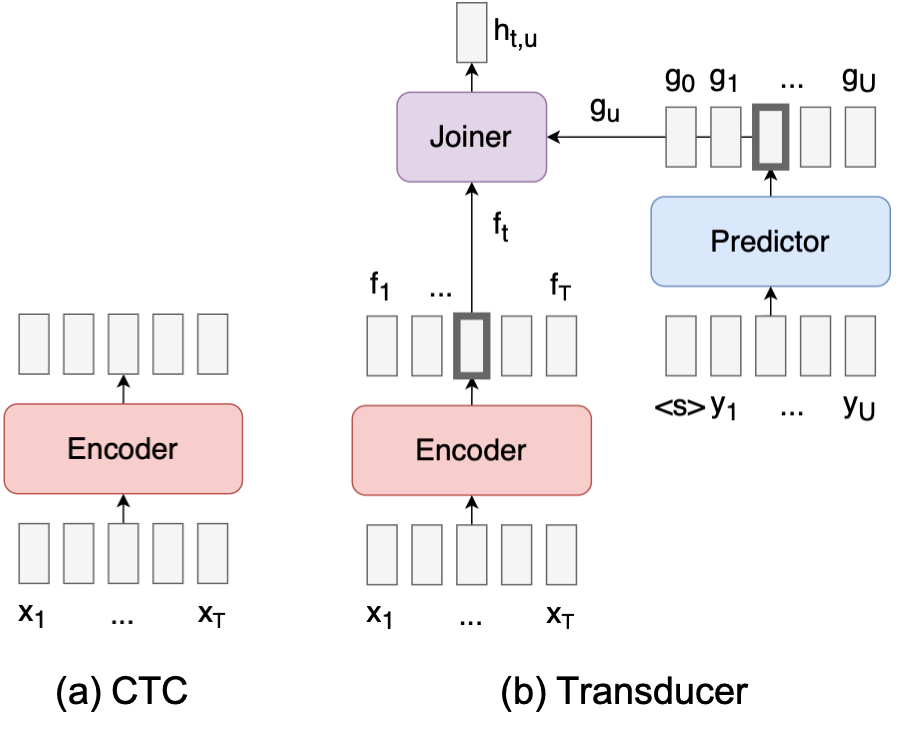 h_t,u
g_0 g_1 ... g_U
Joiner
g_u
Predictor
f_t
f_1 ... f_T
<s> y_1 ... y_U
Encoder
Encoder
x_1 ... x_T
x_1 ... x_T
(a) CTC
(b) Transducer